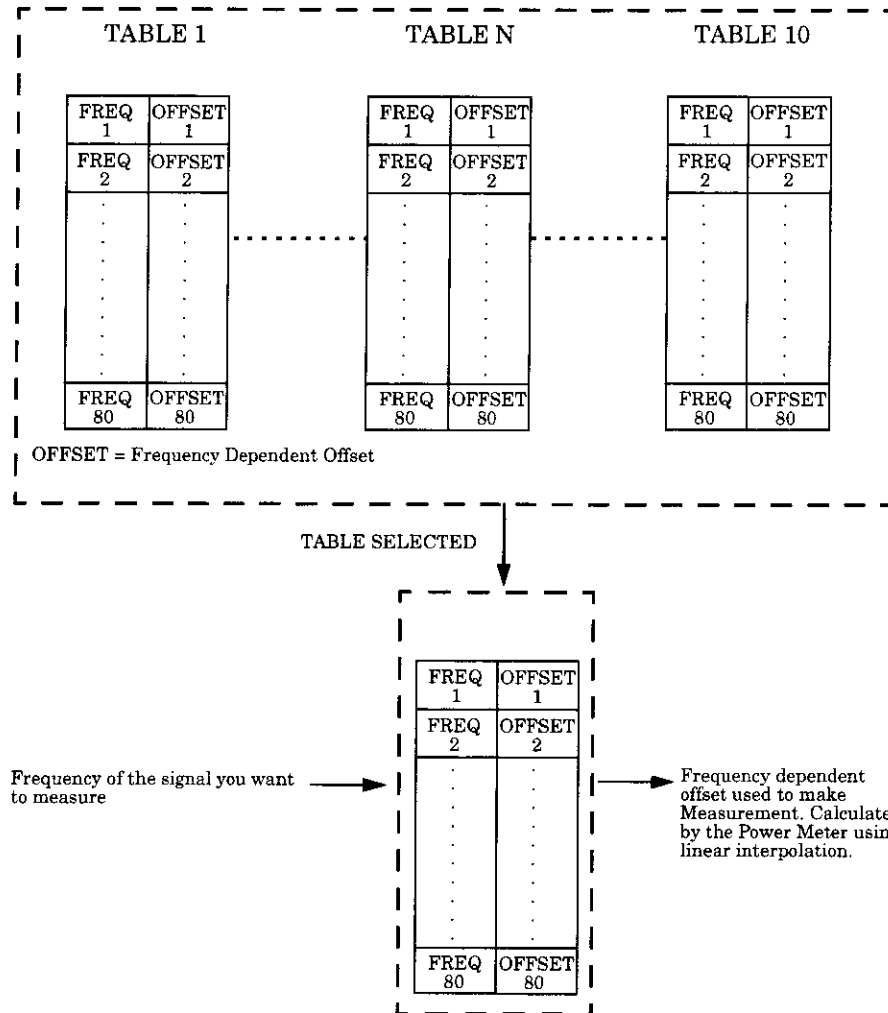 TABLE 1
TABLE N
TABLE 10
FREQ 1
OFFSET 1
FREQ 2
OFFSET 2
FREQ 80
OFFSET 80
FREQ 1
OFFSET 1
FREQ 2
OFFSET 2
FREQ 80
OFFSET 80
FREQ 1
OFFSET 1
FREQ 2
OFFSET 2
FREQ 80
OFFSET 80
OFFSET = Frequency Dependent Offset
TABLE SELECTED
FREQ 1
OFFSET 1
FREQ 2
OFFSET 2
FREQ 80
OFFSET 80
Frequency of the signal you want
to measure
Frequency dependent
offset used to make
Measurement. Calculate
by the Power Meter usin
linear interpolation.